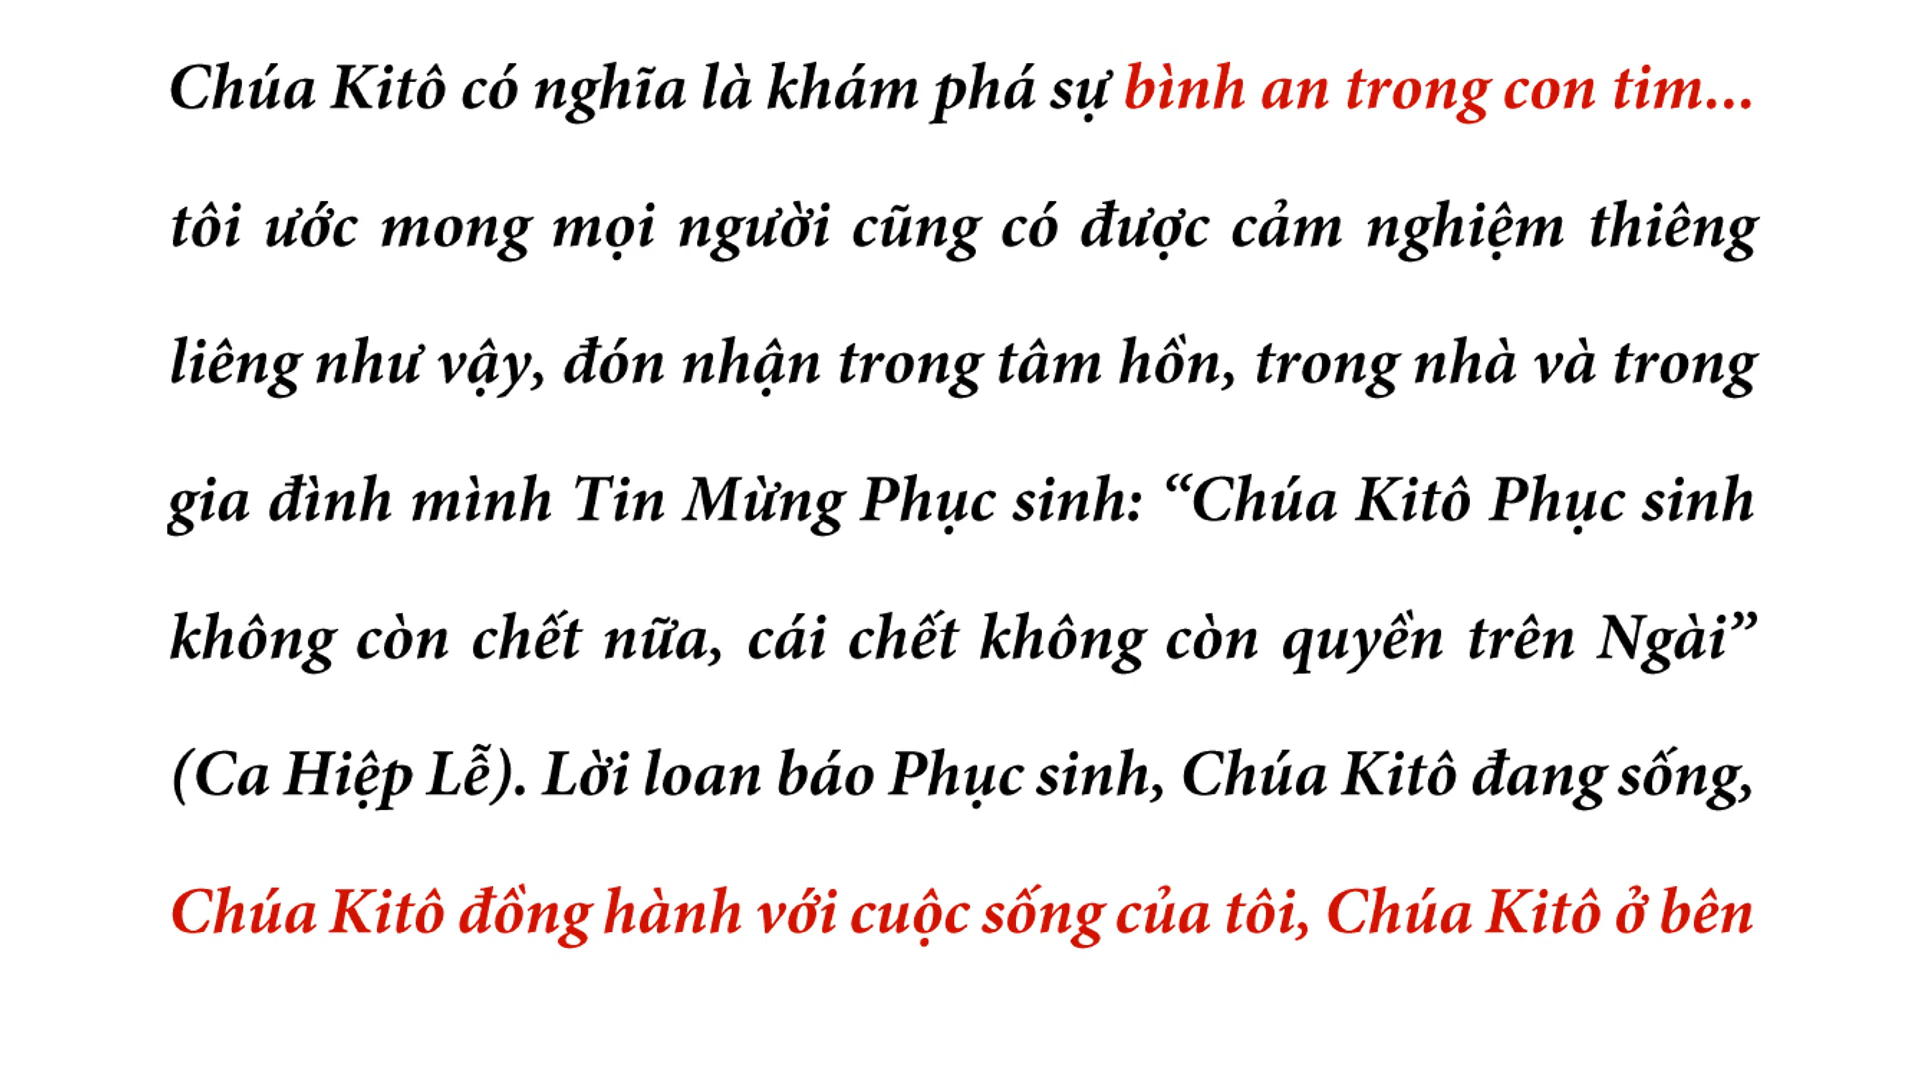 Chúa Kitô có nghĩa là khám phá sự bình an trong con tim...
tôi ước mong mọi người cũng có được cảm nghiệm thiêng
liêng như vậy, đón nhận trong tâm hồn, trong nhà và trong
gia đình mình Tin Mừng Phục sinh: “Chúa Kitô Phục sinh
không còn chết nữa, cái chết không còn quyền trên Ngài”
(Ca Hiệp Lễ). Lời loan báo Phục sinh, Chúa Kitô đang sống,
Chúa Kitô đồng hành với cuộc sống của tôi, Chúa Kitô ở bên